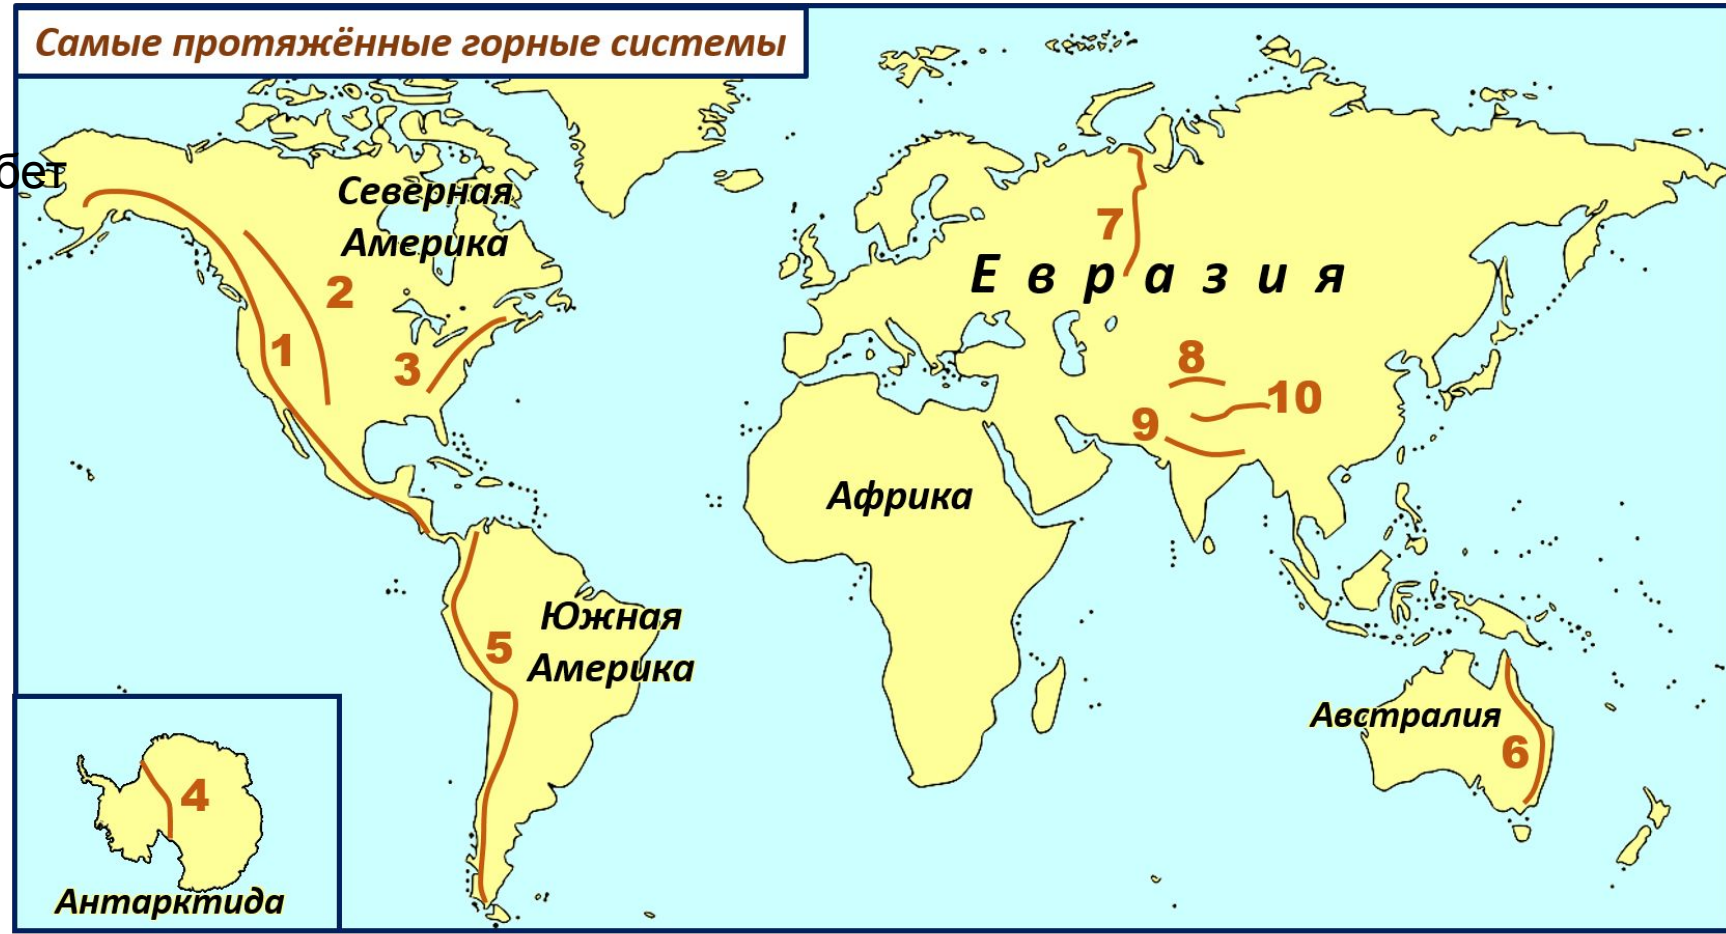 Самые протяжённые горные системы
бет
Северная
Америка
2
1
3
7
Евразия
8
10
9
Африка
Южная
Америка
5
Австралия
6
4
Антарктида